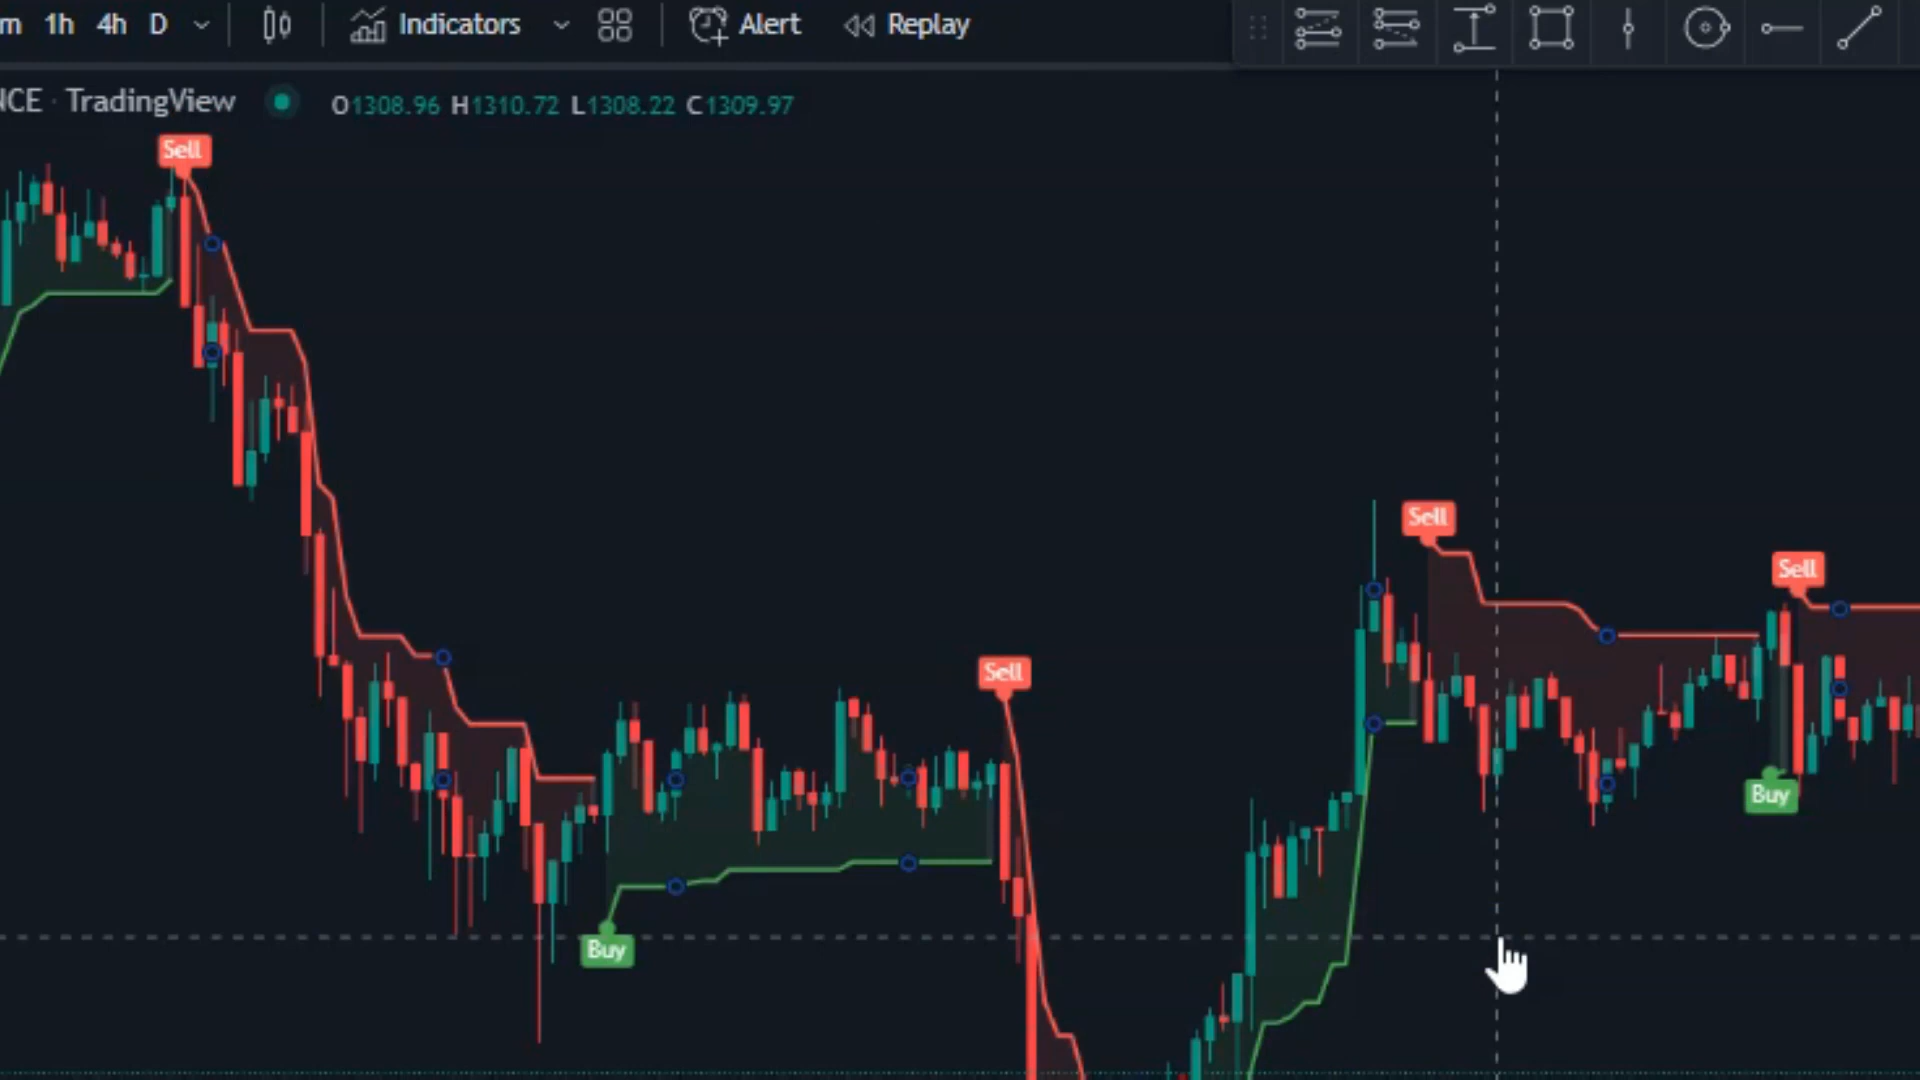 m 1h 4h D Indicators Alert Replay
NCE · TradingView O1308.96 H1310.72 L1308.22 C1309.97
Sell
Sell
Sell
Sell
Buy
Buy